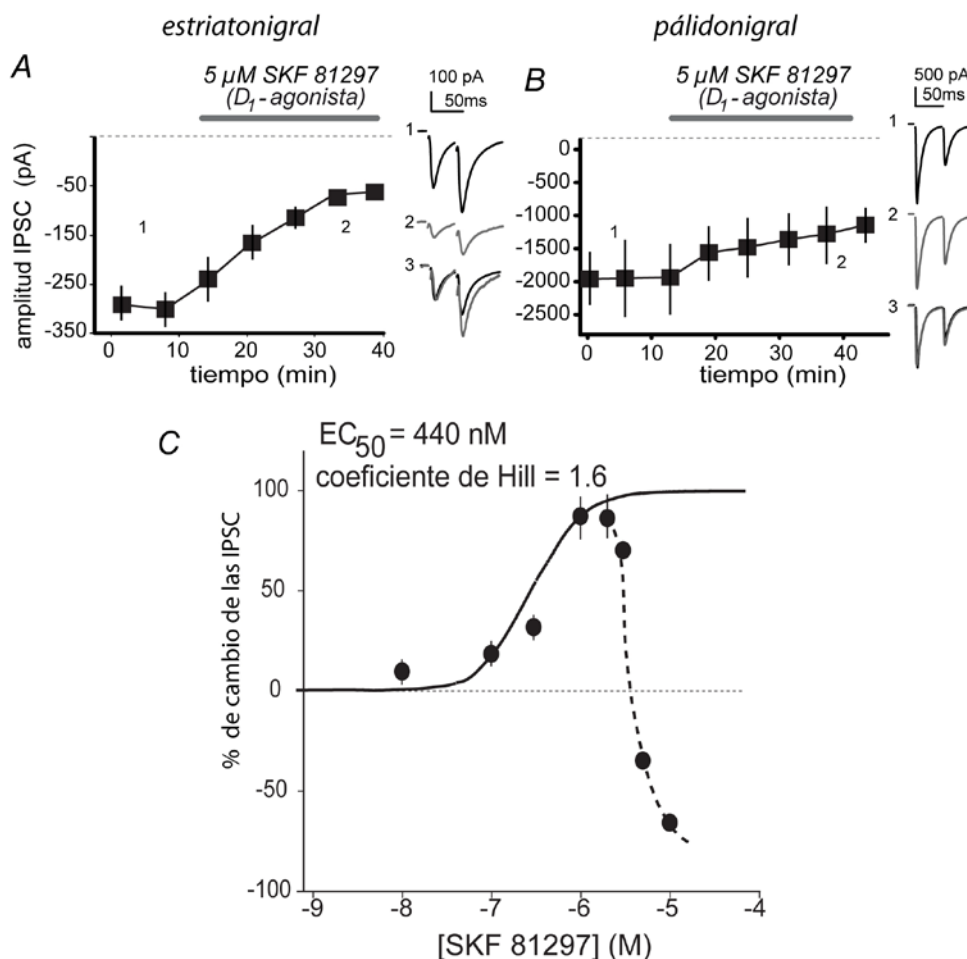 estriatonigral
pálidonigral
A
5 µM SKF 81297
(D1-agonista)
100 pA
50ms
1
2
3
amplitud IPSC (pA)
-50
-150
-250
-350
1
2
0
10
20
30
40
tiempo (min)
B
5 µM SKF 81297
(D1-agonista)
500 pA
50ms
1
2
3
0
-500
-1000
-1500
-2000
-2500
1
2
0
10
20
30
40
tiempo (min)
C
EC50 = 440 nM
coeficiente de Hill = 1.6
% de cambio de las IPSC
100
50
0
-50
-100
-9
-8
-7
-6
-5
-4
[SKF 81297] (M)